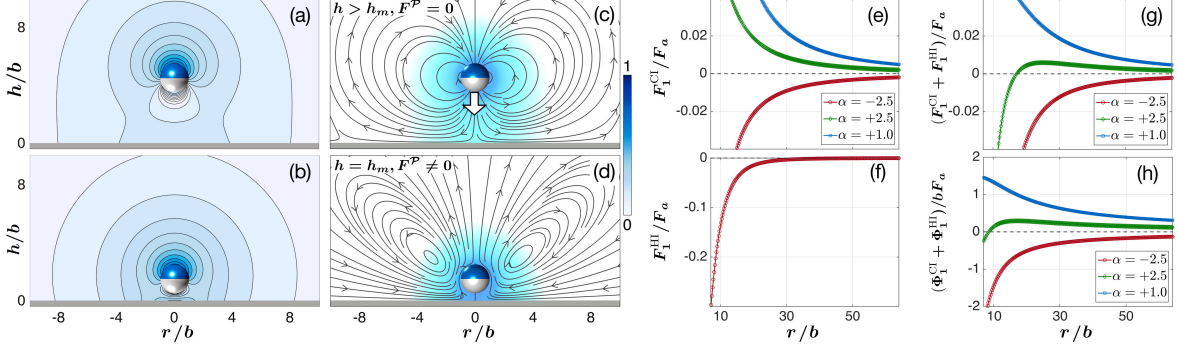 (a)
8
0
h/b
(b)
8
0
h/b
-8
-4
0
4
8
r/b
h > h_m, F^𝒫 = 0
(c)
h = h_m, F^𝒫 ≠ 0
(d)
-8
-4
0
4
8
r/b
1
0
(e)
0.02
0
-0.02
F_1^CI/F_a
α = −2.5
α = +2.5
α = +1.0
(f)
0
-0.1
-0.2
F_1^HI/F_a
10
30
50
r/b
(g)
0.02
0
-0.02
(F_1^CI + F_1^HI)/F_a
α = −2.5
α = +2.5
α = +1.0
(h)
2
1
0
-1
-2
(Φ_1^CI + Φ_1^HI)/bF_a
α = −2.5
α = +2.5
α = +1.0
10
30
50
r/b